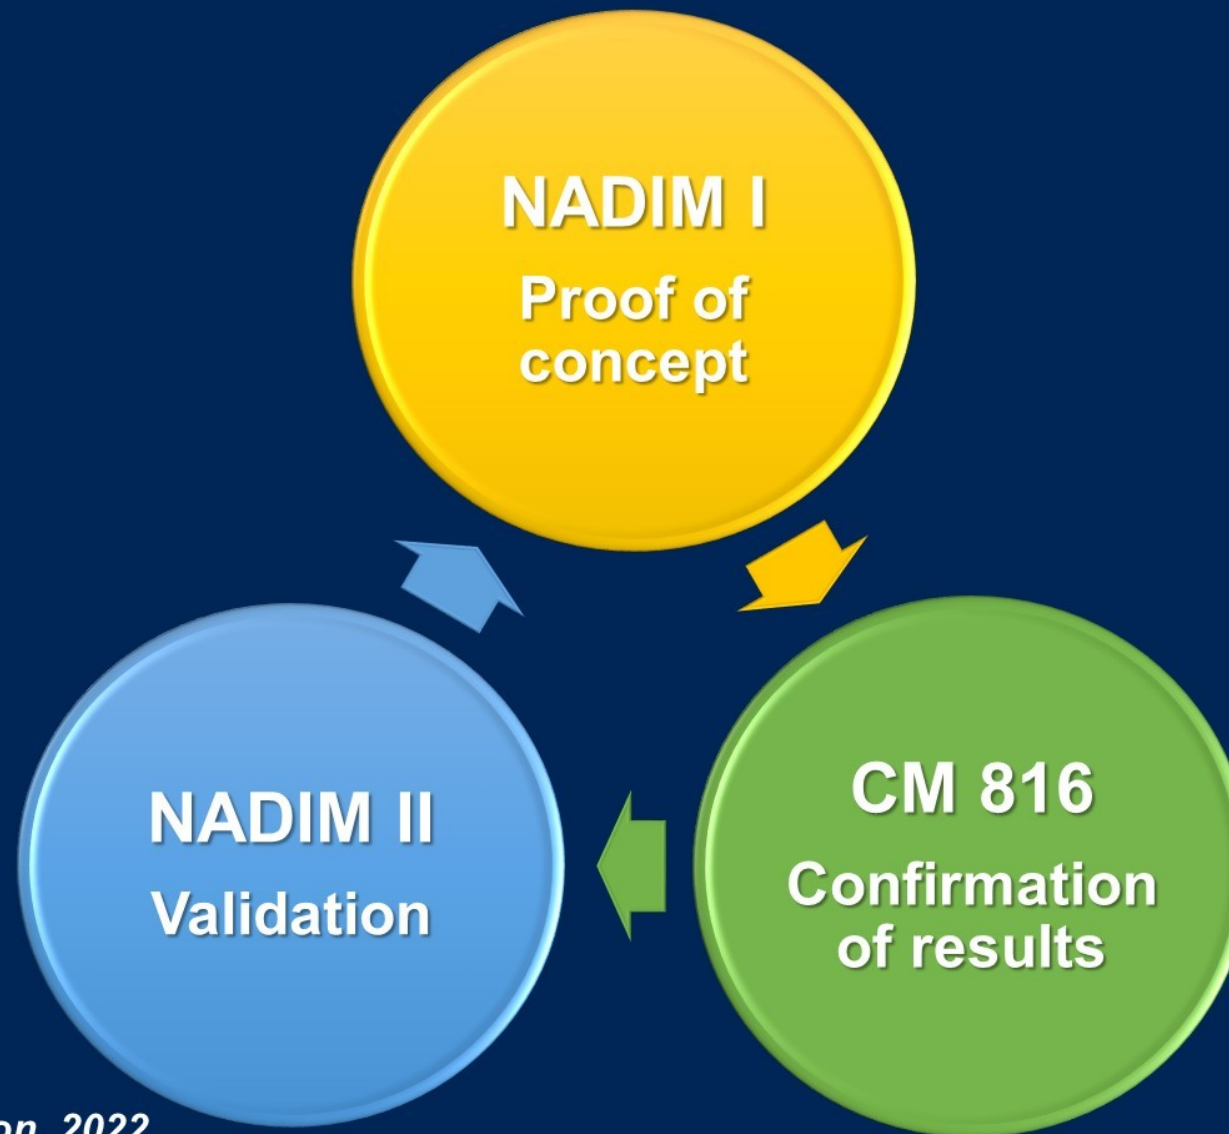 NADIM I
Proof of
concept
CM 816
Confirmation
of results
NADIM II
Validation
2022